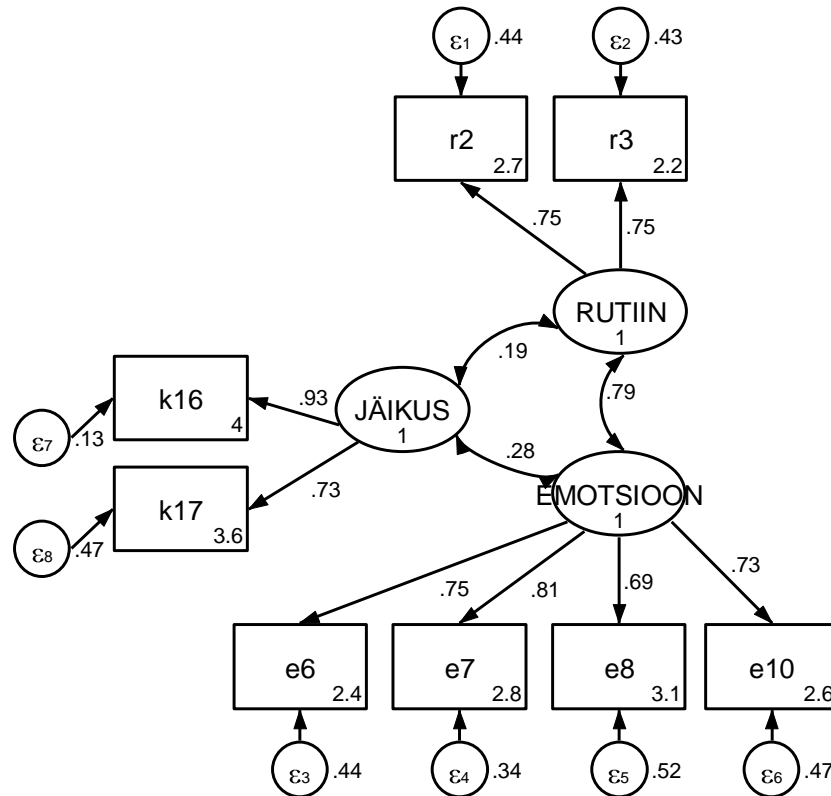 ε1 .44
ε2 .43
r2 2.7
r3 2.2
.75
.75
RUTIIN
1
.19
.79
k16
4
.93
JÄIKUS
1
ε7 .13
.28
k17
3.6
.73
EMOTSIOON
1
ε8 .47
.75
.81
.69
.73
e6 2.4
e7 2.8
e8 3.1
e10 2.6
ε3 .44
ε4 .34
ε5 .52
ε6 .47